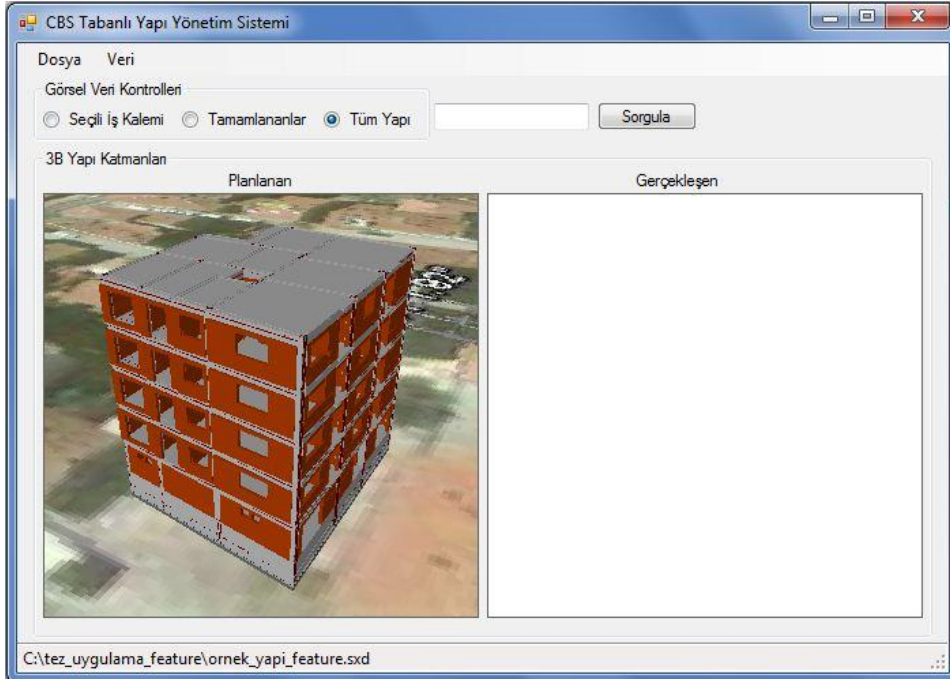 CBS Tabanlı Yapı Yönetim Sistemi
Dosya Veri
Görsel Veri Kontrolleri
Seçili İş Kalemi Tamamlananlar Tüm Yapı Sorgula
3B Yapı Katmanları
Planlanan Gerçekleşen
C:\tez_uygulama_feature\ornek_yapi_feature.sxd